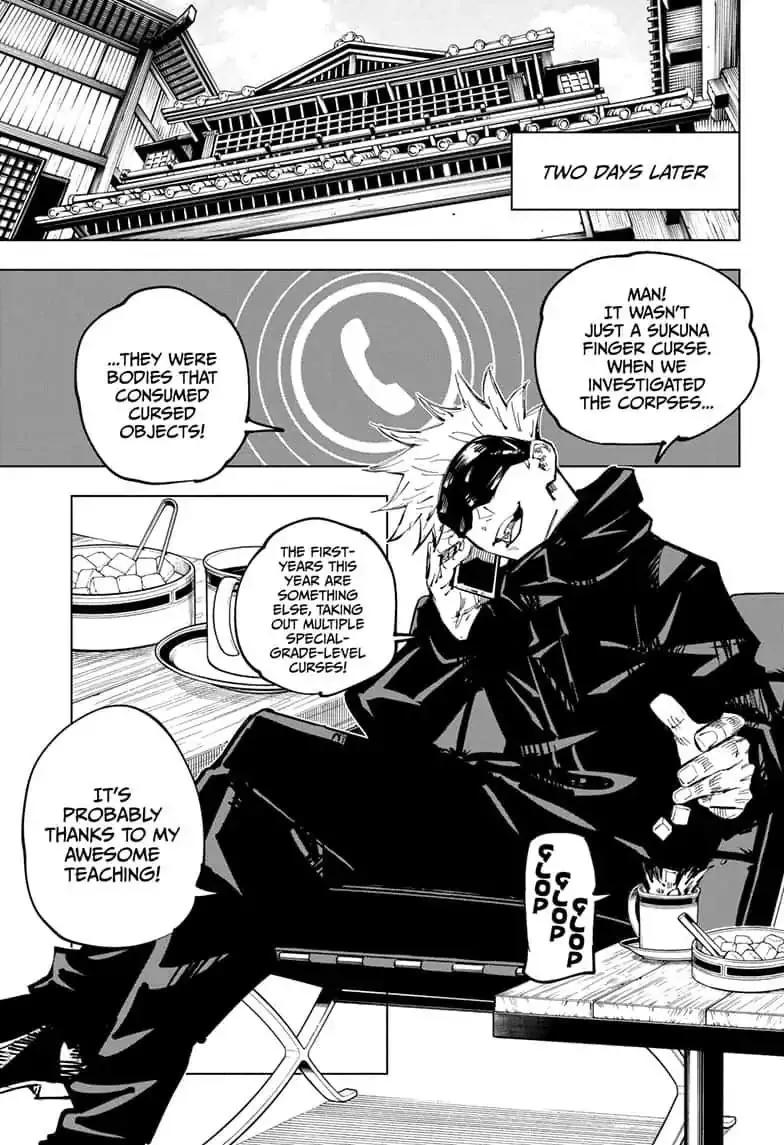 TWO DAYS LATER
MAN!
IT WASN'T
JUST A SUKUNA
FINGER CURSE.
WHEN WE
INVESTIGATED
THE CORPSES...
...THEY WERE
BODIES THAT
CONSUMED
CURSED
OBJECTS!
THE FIRST-
YEARS THIS
YEAR ARE
SOMETHING
ELSE, TAKING
OUT MULTIPLE
SPECIAL-
GRADE-LEVEL
CURSES!
IT'S
PROBABLY
THANKS TO MY
AWESOME
TEACHING!
GLOP
GLOP
GLOP